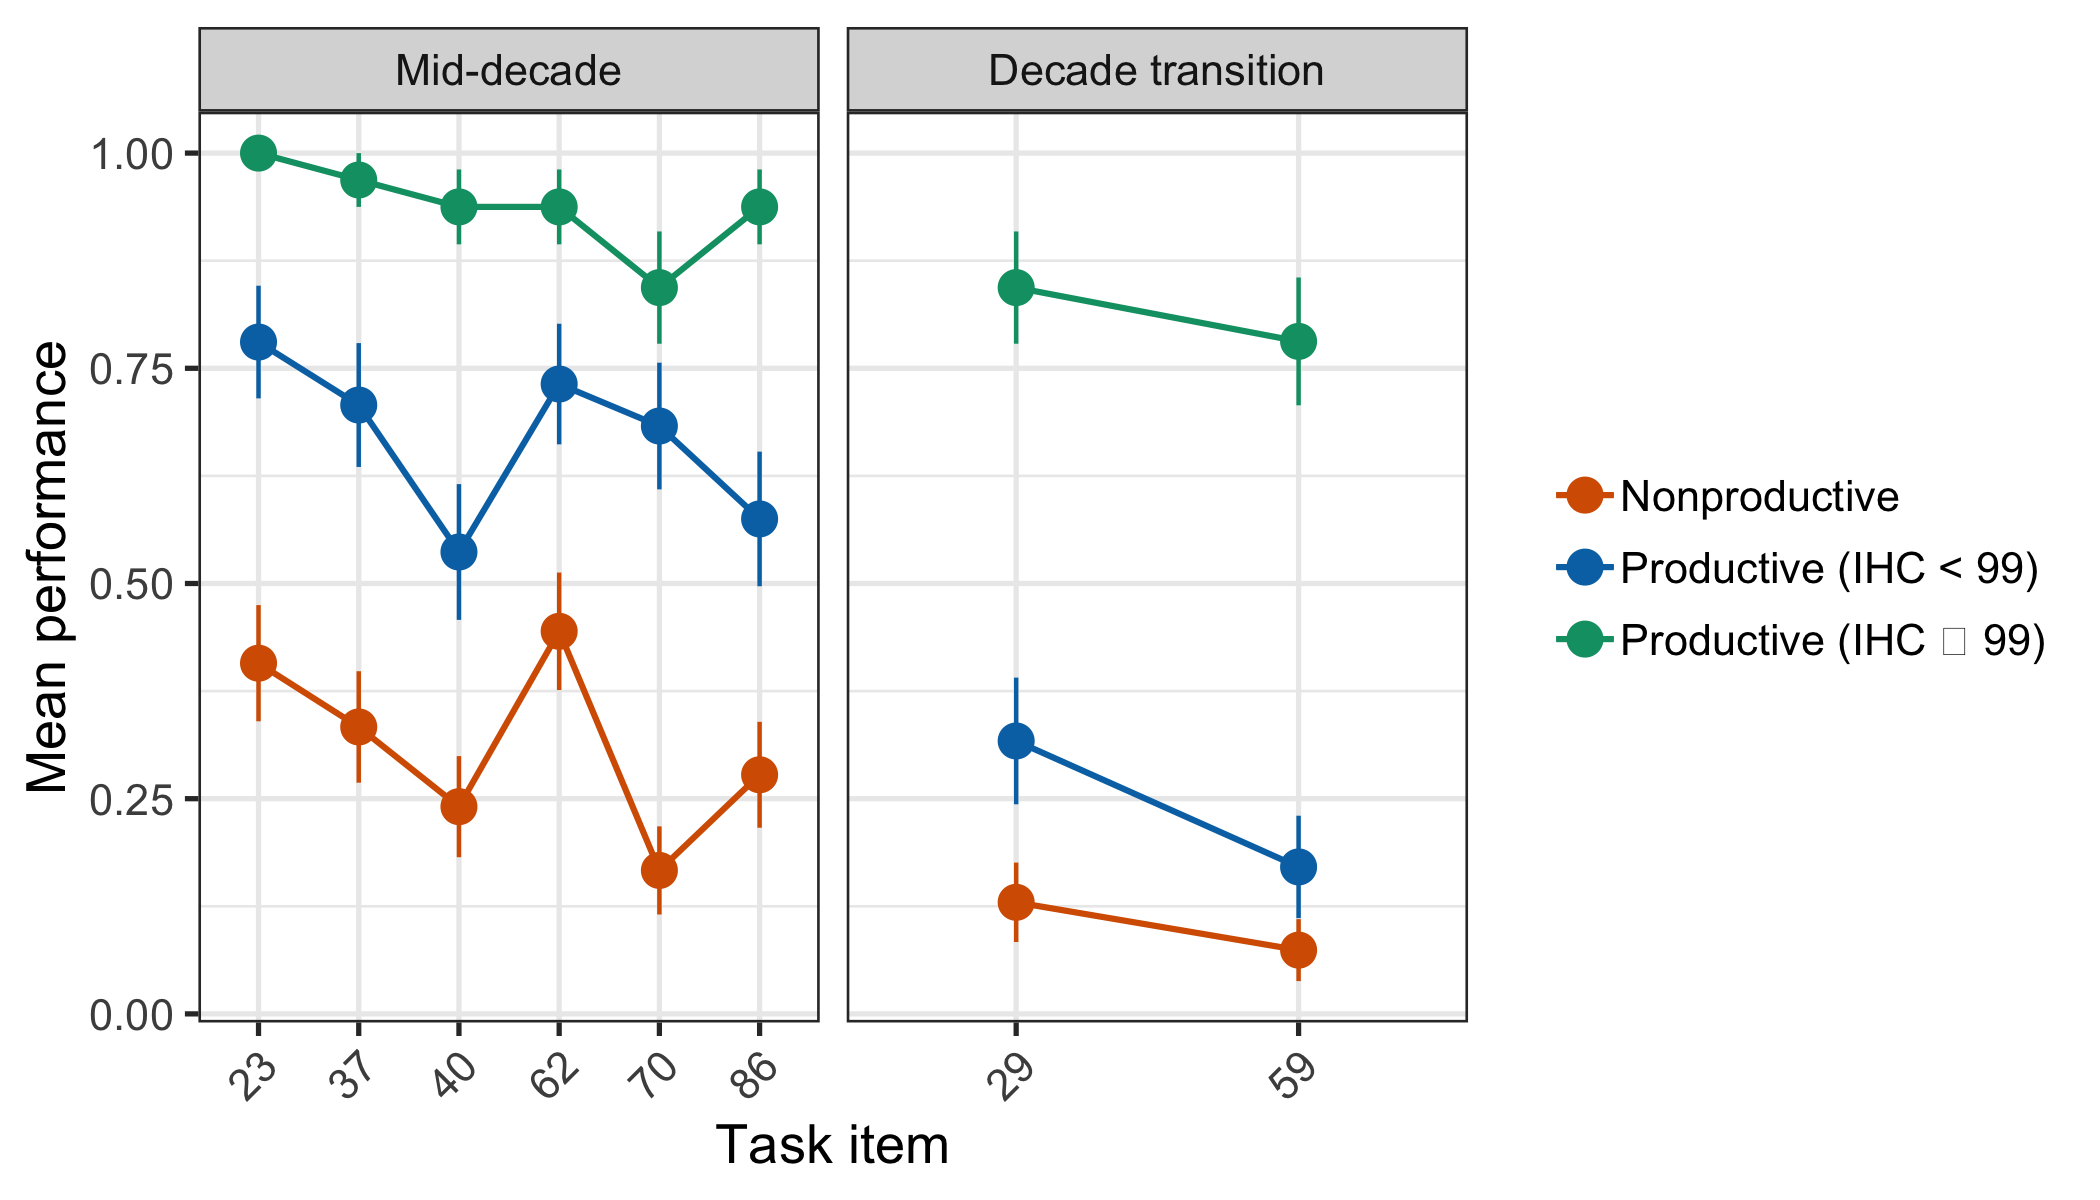 Mid-decade
Decade transition
Mean performance
1.00
0.75
0.50
0.25
0.00
23
37
40
62
70
86
29
59
Task item
Nonproductive
Productive (IHC < 99)
Productive (IHC □ 99)